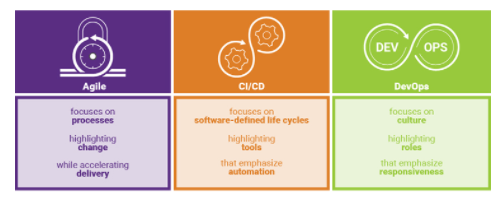 Agile
focuses on
processes
highlighting
change
while accelerating
delivery
CI/CD
focuses on
software-defined life cycles
highlighting
tools
that emphasize
automation
DEV OPS
DevOps
focuses on
culture
highlighting
roles
that emphasize
responsiveness